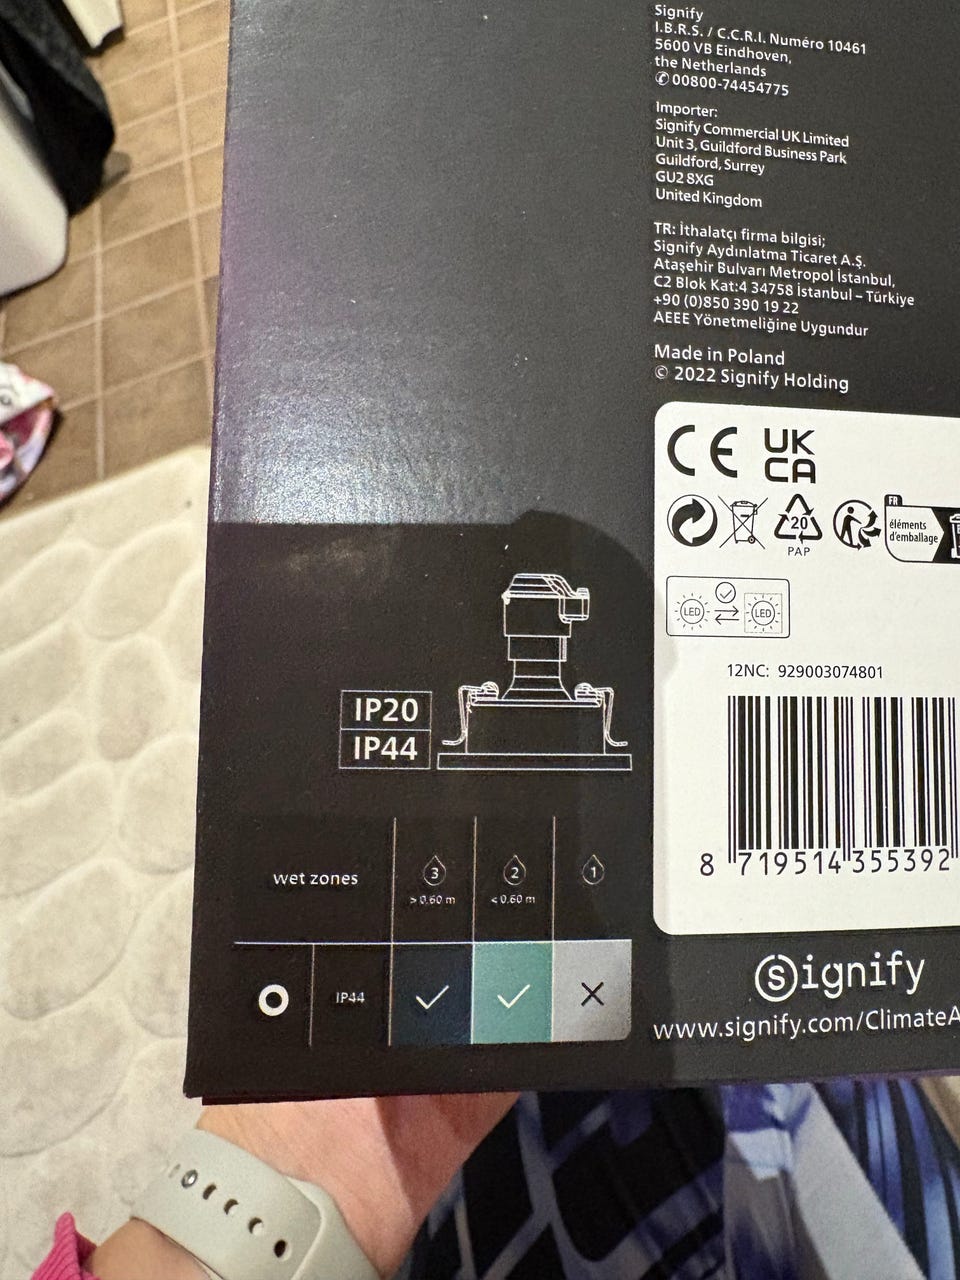 Signify
I.B.R.S. / C.C.R.I. Numéro 10461
5600 VB Eindhoven,
the Netherlands
✆ 00800-74454775
Importer:
Signify Commercial UK Limited
Unit 3, Guildford Business Park
Guildford, Surrey
GU2 8XG
United Kingdom
TR: İthalatçı firma bilgisi;
Signify Aydınlatma Ticaret A.Ş.
Ataşehir Bulvarı Metropol İstanbul,
C2 Blok Kat:4 34758 İstanbul – Türkiye
+90 (0)850 390 19 22
AEEE Yönetmeliğine Uygundur
Made in Poland
© 2022 Signify Holding
CE UK
CA
20
PAP
FR
éléments
d'emballage
LED LED
12NC: 929003074801
8 719514 355392
IP20
IP44
wet zones
3 2 1
> 0.60 m < 0.60 m
IP44
Signify
www.signify.com/ClimateA